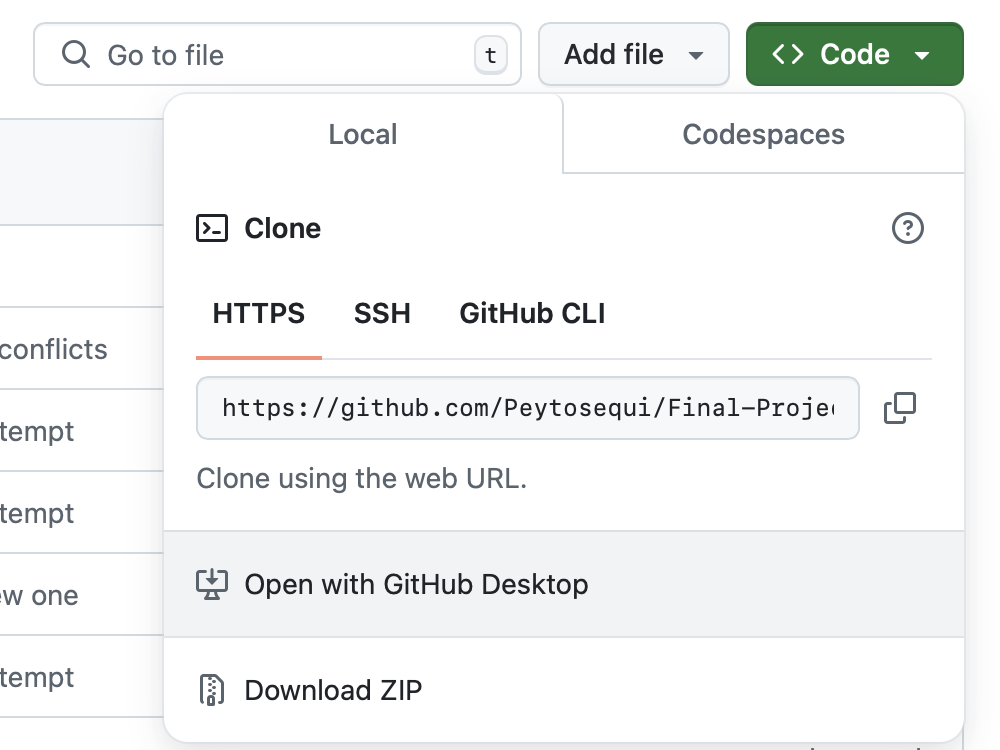 Go to file
t
Add file
Code
Local
Codespaces
Clone
HTTPS
SSH
GitHub CLI
conflicts
https://github.com/Peytosequi/Final-Proje
tempt
Clone using the web URL.
tempt
Open with GitHub Desktop
ew one
tempt
Download ZIP